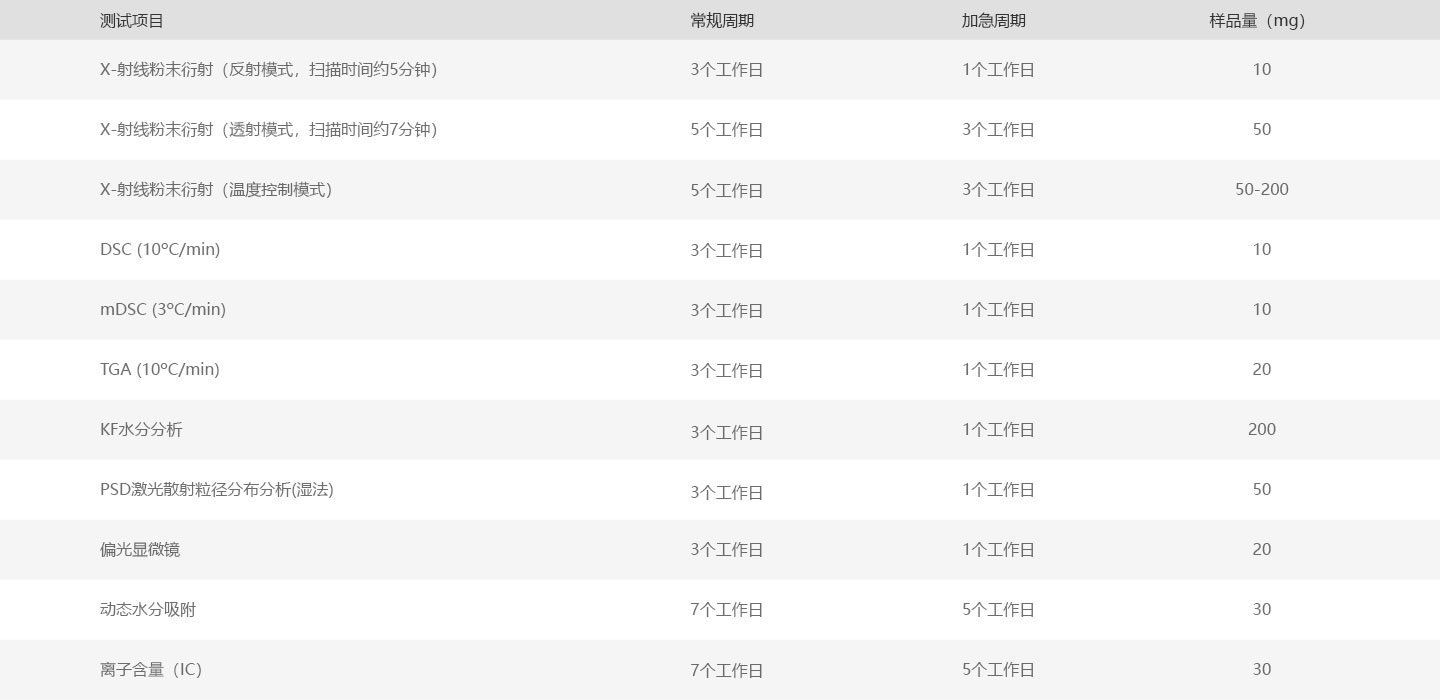 测试项目 常规周期 加急周期 样品量（mg）
X-射线粉末衍射（反射模式，扫描时间约5分钟） 3个工作日 1个工作日 10
X-射线粉末衍射（透射模式，扫描时间约7分钟） 5个工作日 3个工作日 50
X-射线粉末衍射（温度控制模式） 5个工作日 3个工作日 50-200
DSC (10ºC/min) 3个工作日 1个工作日 10
mDSC (3ºC/min) 3个工作日 1个工作日 10
TGA (10ºC/min) 3个工作日 1个工作日 20
KF水分分析 3个工作日 1个工作日 200
PSD激光散射粒径分布分析(湿法) 3个工作日 1个工作日 50
偏光显微镜 3个工作日 1个工作日 20
动态水分吸附 7个工作日 5个工作日 30
离子含量（IC） 7个工作日 5个工作日 30